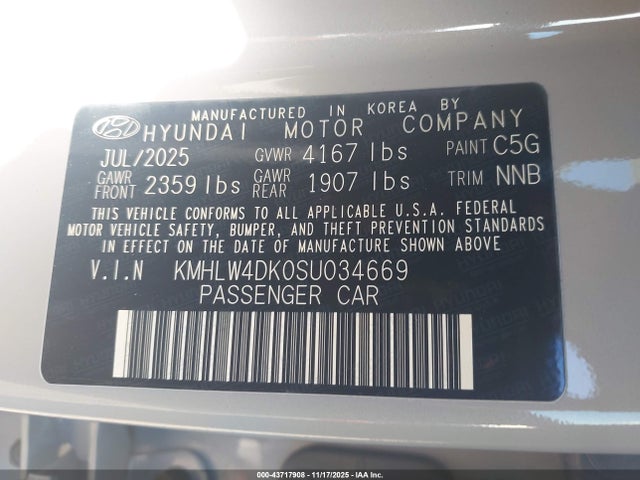 MANUFACTURED IN KOREA BY
HYUNDAI MOTOR COMPANY
JUL/2025 GVWR 4167 lbs PAINT C5G
GAWR FRONT 2359 lbs GAWR REAR 1907 lbs TRIM NNB
THIS VEHICLE CONFORMS TO ALL APPLICABLE U.S.A. FEDERAL
MOTOR VEHICLE SAFETY, BUMPER, AND THEFT PREVENTION STANDARDS
IN EFFECT ON THE DATE OF MANUFACTURE SHOWN ABOVE
V.I.N KMHLW4DK0SU034669
PASSENGER CAR
000-43717908 | 11/17/2025 - IAA Inc.